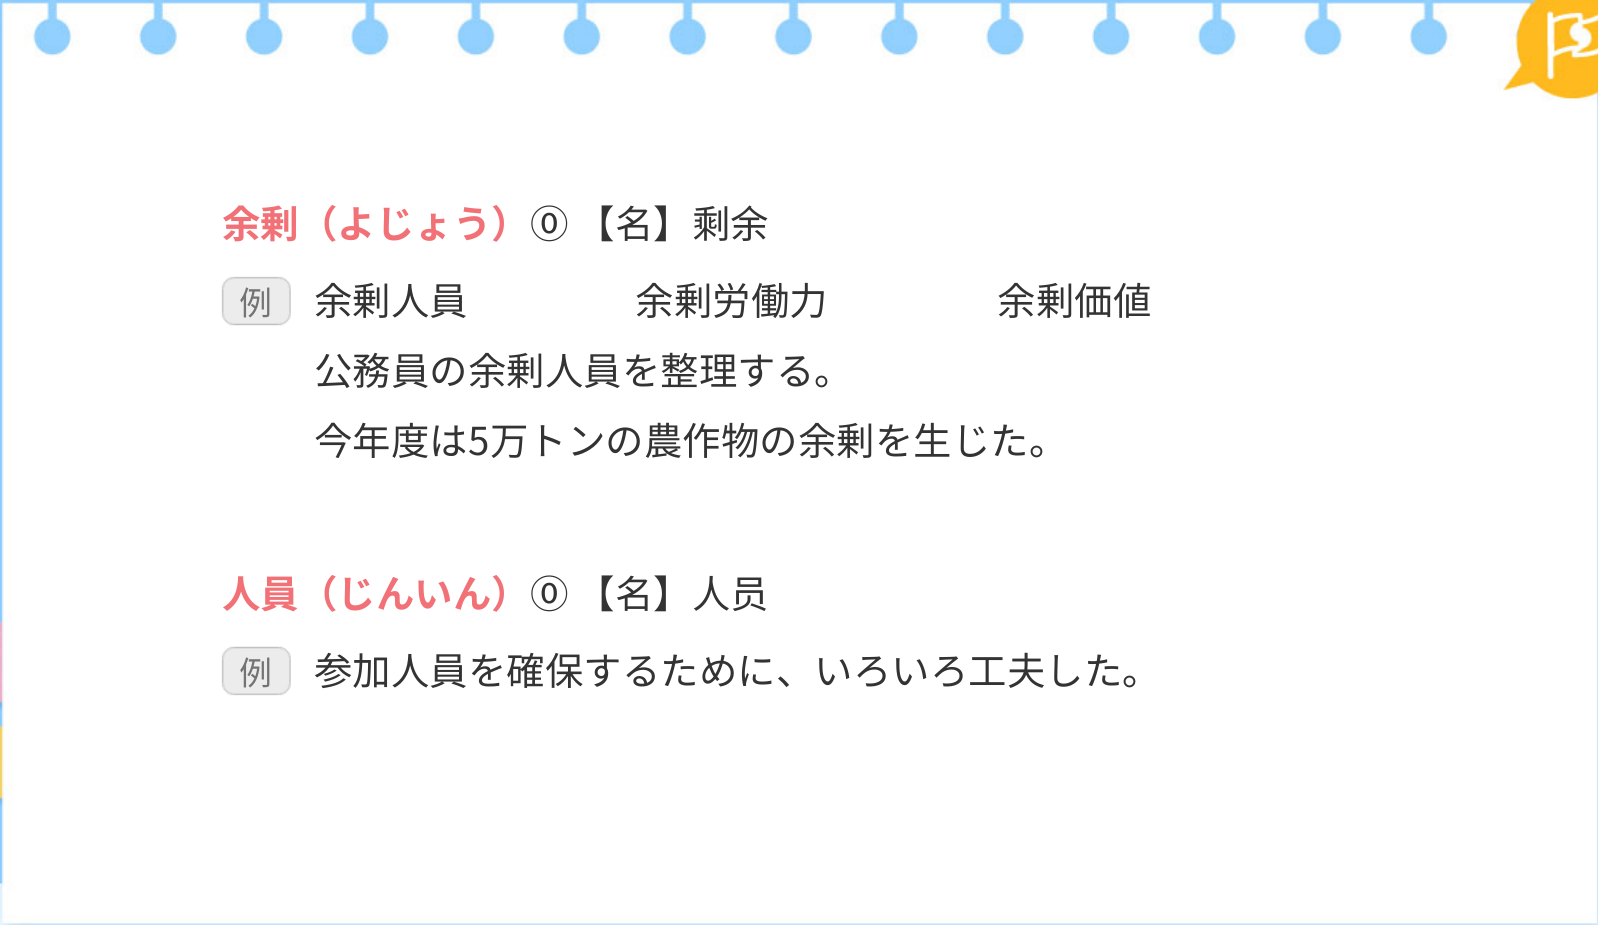 余剰（よじょう）⓪【名】剩余
例 余剰人員 余剰労働力 余剰価値
公務員の余剰人員を整理する。
今年度は5万トンの農作物の余剰を生じた。
人員（じんいん）⓪【名】人员
例 参加人員を確保するために、いろいろ工夫した。